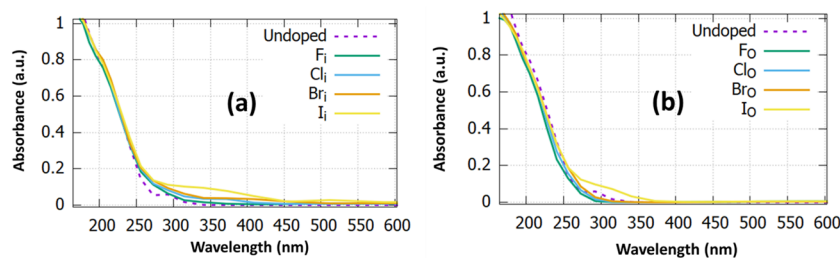 Absorbance (a.u.)
1
0.8
0.6
0.4
0.2
0
Undoped
Fi
Cli
Bri
Ii
(a)
200 250 300 350 400 450 500 550 600
Wavelength (nm)
Absorbance (a.u.)
1
0.8
0.6
0.4
0.2
0
Undoped
FO
ClO
BrO
IO
(b)
200 250 300 350 400 450 500 550 600
Wavelength (nm)